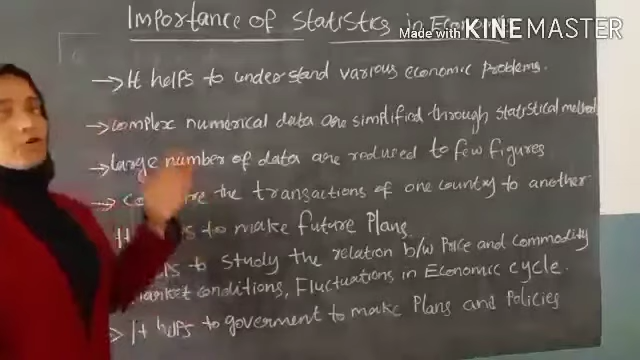 Importance of Statistics in
Made with KINEMASTER
→ It helps to understand various economic problems.
→ complex numerical data are simplified through statistical method
→ large number of data are reduced to few figures
→ the transactions of one country to another
to make future Plans
to study the relation b/w Price and commodity
market conditions, Fluctuations in Economic cycle.
→ It helps to goverment to make Plans and Policies